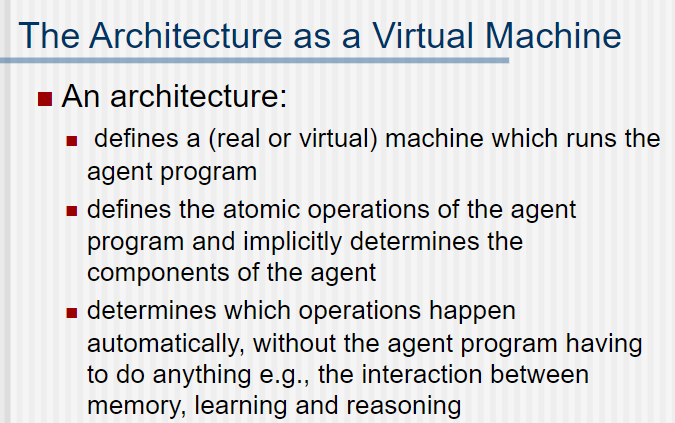 The Architecture as a Virtual Machine
An architecture:
defines a (real or virtual) machine which runs the
agent program
defines the atomic operations of the agent
program and implicitly determines the
components of the agent
determines which operations happen
automatically, without the agent program having
to do anything e.g., the interaction between
memory, learning and reasoning